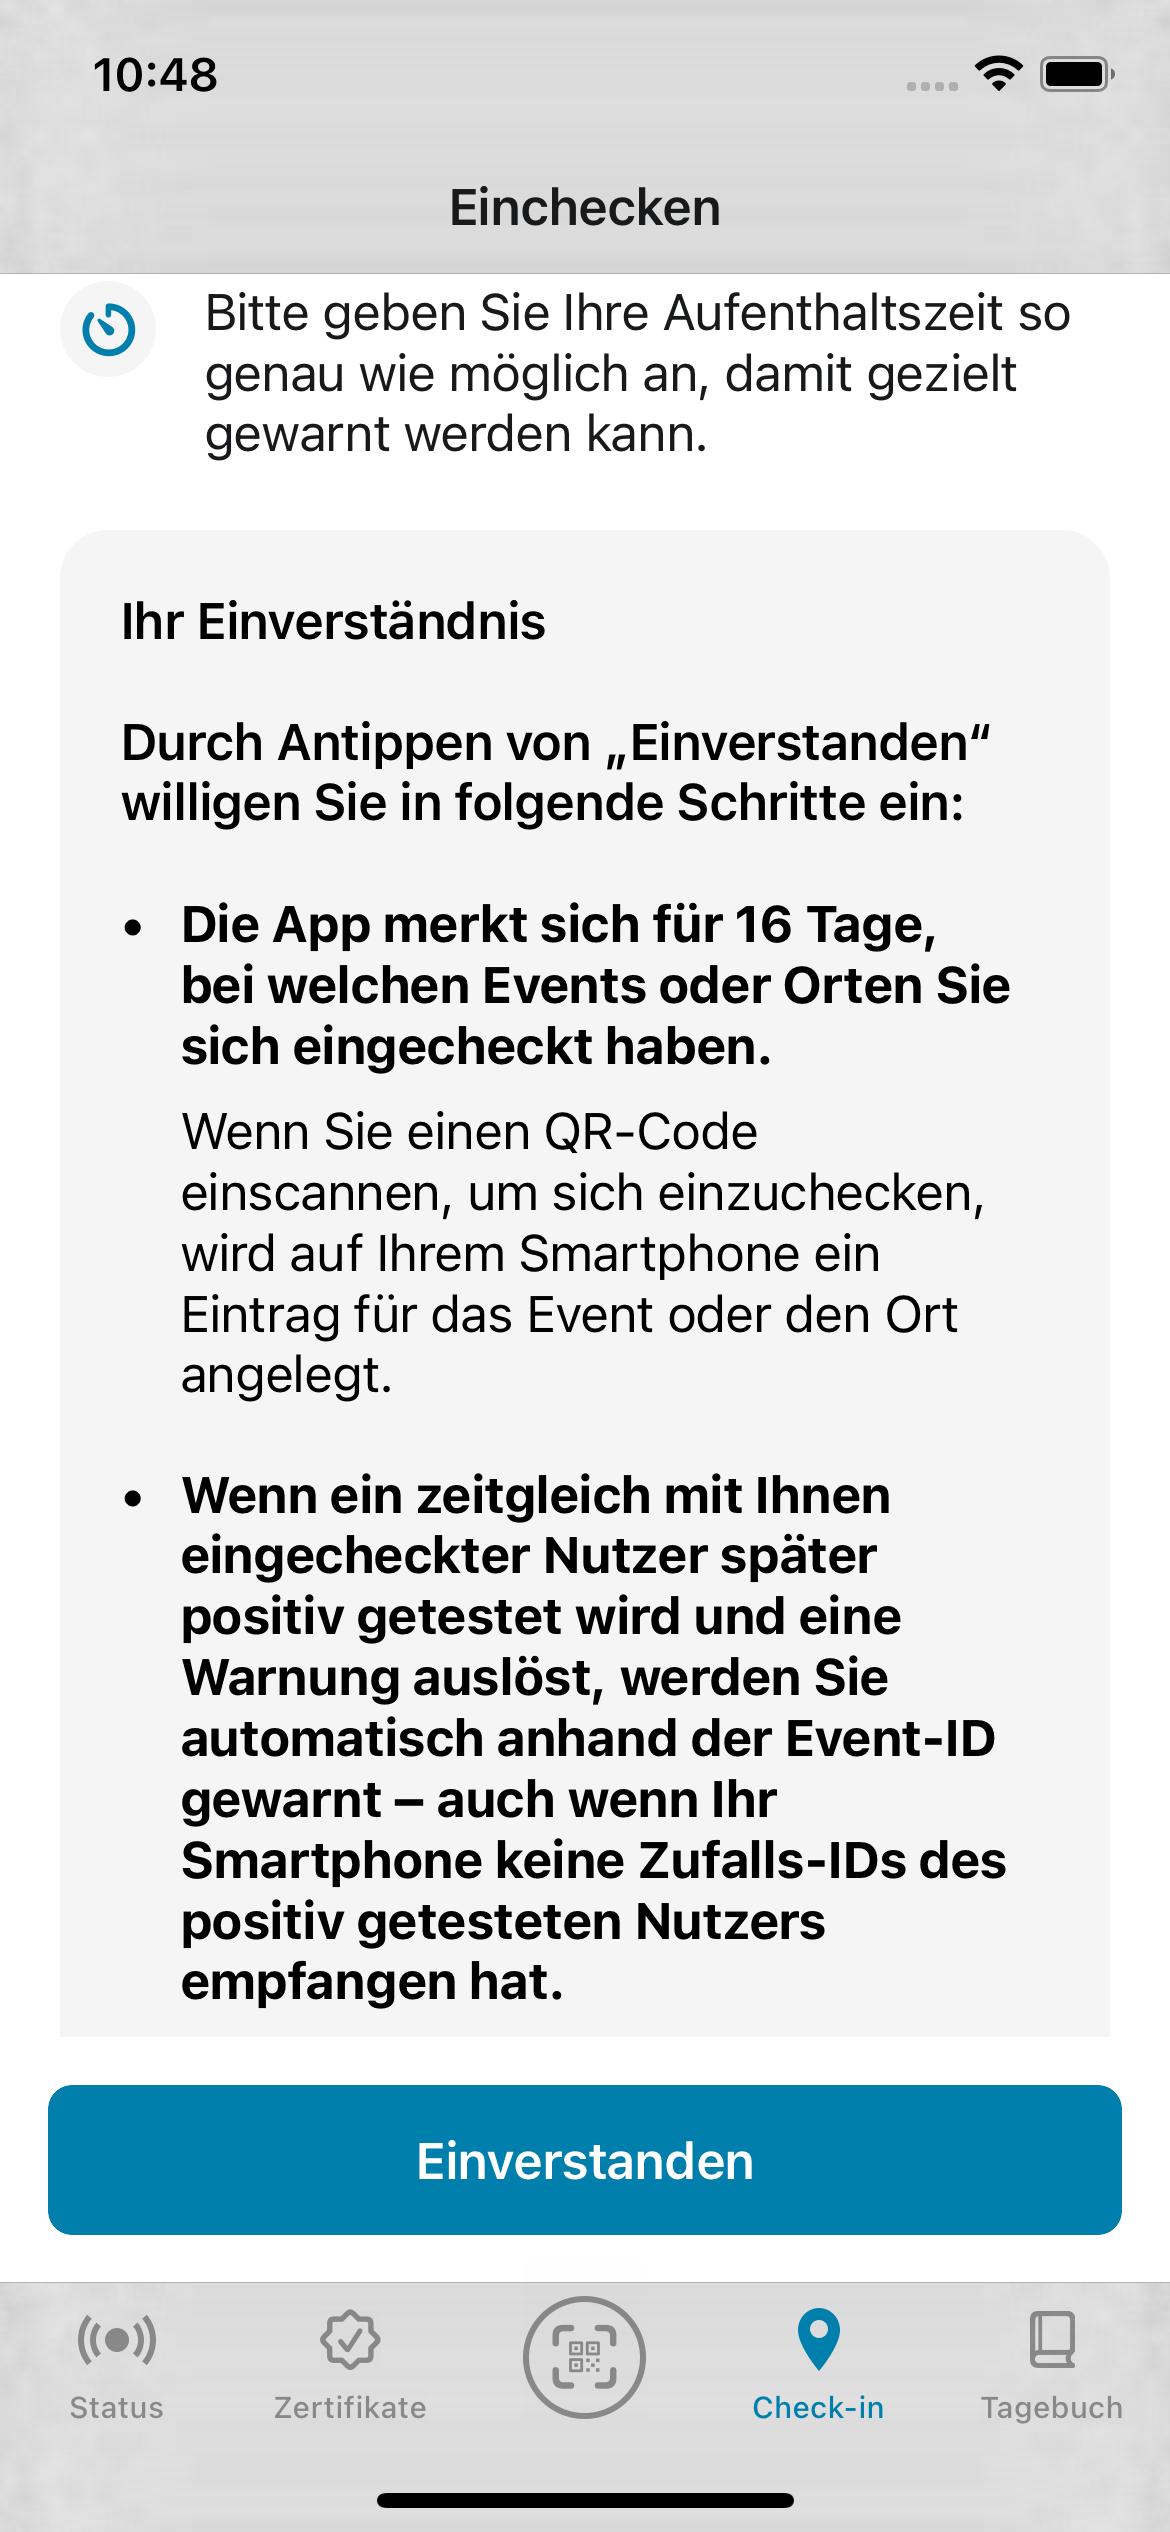 10:48
Einchecken
Bitte geben Sie Ihre Aufenthaltszeit so
genau wie möglich an, damit gezielt
gewarnt werden kann.
Ihr Einverständnis
Durch Antippen von „Einverstanden“
willigen Sie in folgende Schritte ein:
• Die App merkt sich für 16 Tage,
bei welchen Events oder Orten Sie
sich eingecheckt haben.
Wenn Sie einen QR-Code
einscannen, um sich einzuchecken,
wird auf Ihrem Smartphone ein
Eintrag für das Event oder den Ort
angelegt.
• Wenn ein zeitgleich mit Ihnen
eingecheckter Nutzer später
positiv getestet wird und eine
Warnung auslöst, werden Sie
automatisch anhand der Event-ID
gewarnt – auch wenn Ihr
Smartphone keine Zufalls-IDs des
positiv getesteten Nutzers
empfangen hat.
Einverstanden
Status
Zertifikate
Check-in
Tagebuch